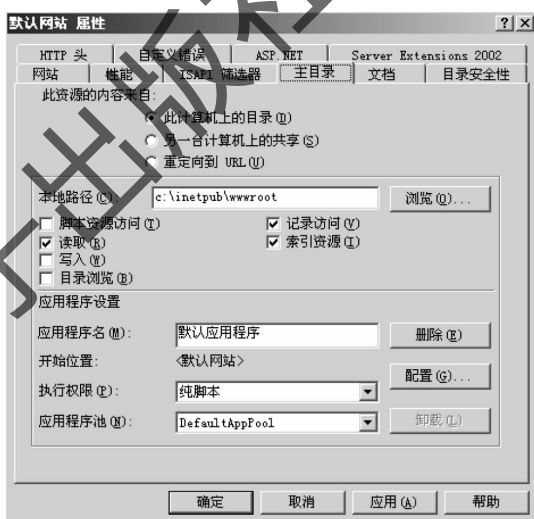 默认网站 属性
HTTP 头 自定义错误 ASP.NET Server Extensions 2002
网站 性能 ISAPI 筛选器 主目录 文档 目录安全性
此资源的内容来自:
此计算机上的目录(D)
另一台计算机上的共享(S)
重定向到 URL(U)
本地路径(C): c:\inetpub\wwwroot 浏览(O)...
脚本资源访问(T) 记录访问(V)
读取(R) 索引资源(I)
写入(W)
目录浏览(B)
应用程序设置
应用程序名(M): 默认应用程序 删除(E)
开始位置: <默认网站>
配置(G)...
执行权限(P): 纯脚本
应用程序池(N): DefaultAppPool 卸载(L)
确定 取消 应用(A) 帮助
出版